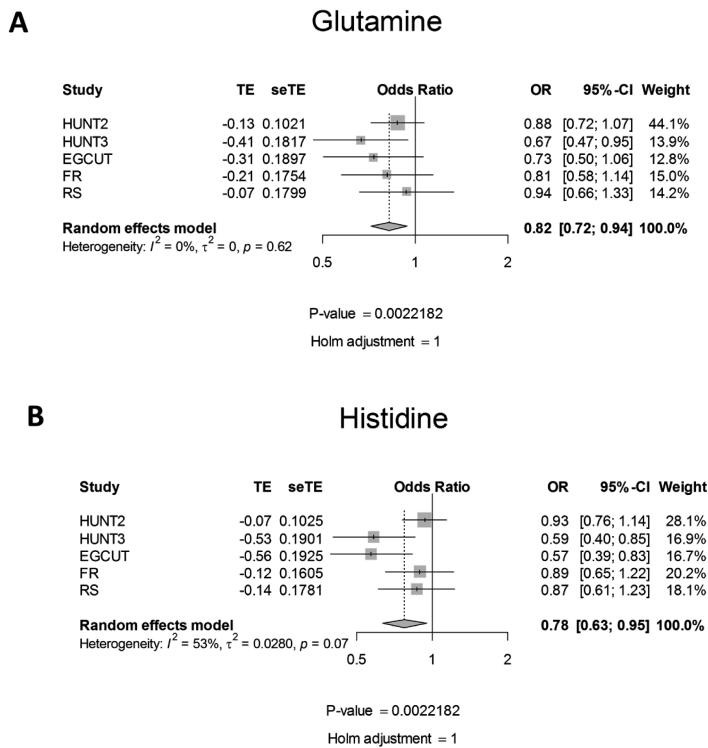 A
Glutamine
Study TE seTE Odds Ratio OR 95% -CI Weight
HUNT2 -0.13 0.1021 0.88 [0.72; 1.07] 44.1%
HUNT3 -0.41 0.1817 0.67 [0.47; 0.95] 13.9%
EGCUT -0.31 0.1897 0.73 [0.50; 1.06] 12.8%
FR -0.21 0.1754 0.81 [0.58; 1.14] 15.0%
RS -0.07 0.1799 0.94 [0.66; 1.33] 14.2%
Random effects model 0.82 [0.72; 0.94] 100.0%
Heterogeneity: I² = 0%, τ² = 0, p = 0.62
0.5 1 2
P-value = 0.0022182
Holm adjustment = 1
B
Histidine
Study TE seTE Odds Ratio OR 95% -CI Weight
HUNT2 -0.07 0.1025 0.93 [0.76; 1.14] 28.1%
HUNT3 -0.53 0.1901 0.59 [0.40; 0.85] 16.9%
EGCUT -0.56 0.1925 0.57 [0.39; 0.83] 16.7%
FR -0.12 0.1605 0.89 [0.65; 1.22] 20.2%
RS -0.14 0.1781 0.87 [0.61; 1.23] 18.1%
Random effects model 0.78 [0.63; 0.95] 100.0%
Heterogeneity: I² = 53%, τ² = 0.0280, p = 0.07
0.5 1 2
P-value = 0.0022182
Holm adjustment = 1